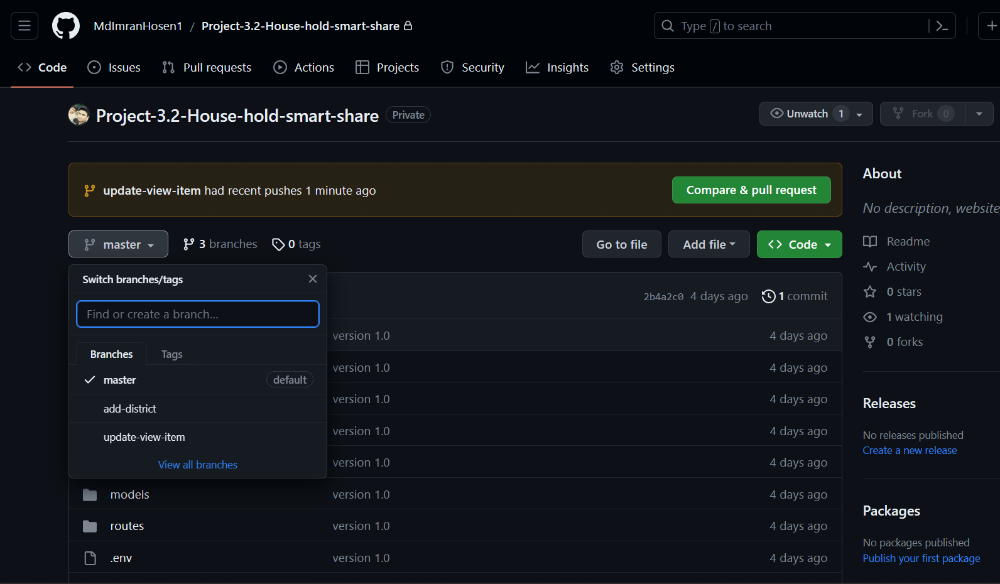 MdImranHosen1 / Project-3.2-House-hold-smart-share
Type / to search
Code Issues Pull requests Actions Projects Security Insights Settings
Project-3.2-House-hold-smart-share Private
Unwatch 1 Fork 0
update-view-item had recent pushes 1 minute ago
Compare & pull request
master 3 branches 0 tags
Go to file Add file Code
Switch branches/tags
Find or create a branch...
Branches Tags
master default
add-district
update-view-item
View all branches
2b4a2c0 4 days ago 1 commit
version 1.0 4 days ago
version 1.0 4 days ago
version 1.0 4 days ago
version 1.0 4 days ago
version 1.0 4 days ago
models version 1.0 4 days ago
routes version 1.0 4 days ago
.env version 1.0 4 days ago
About
No description, website
Readme
Activity
0 stars
1 watching
0 forks
Releases
No releases published
Create a new release
Packages
No packages published
Publish your first package